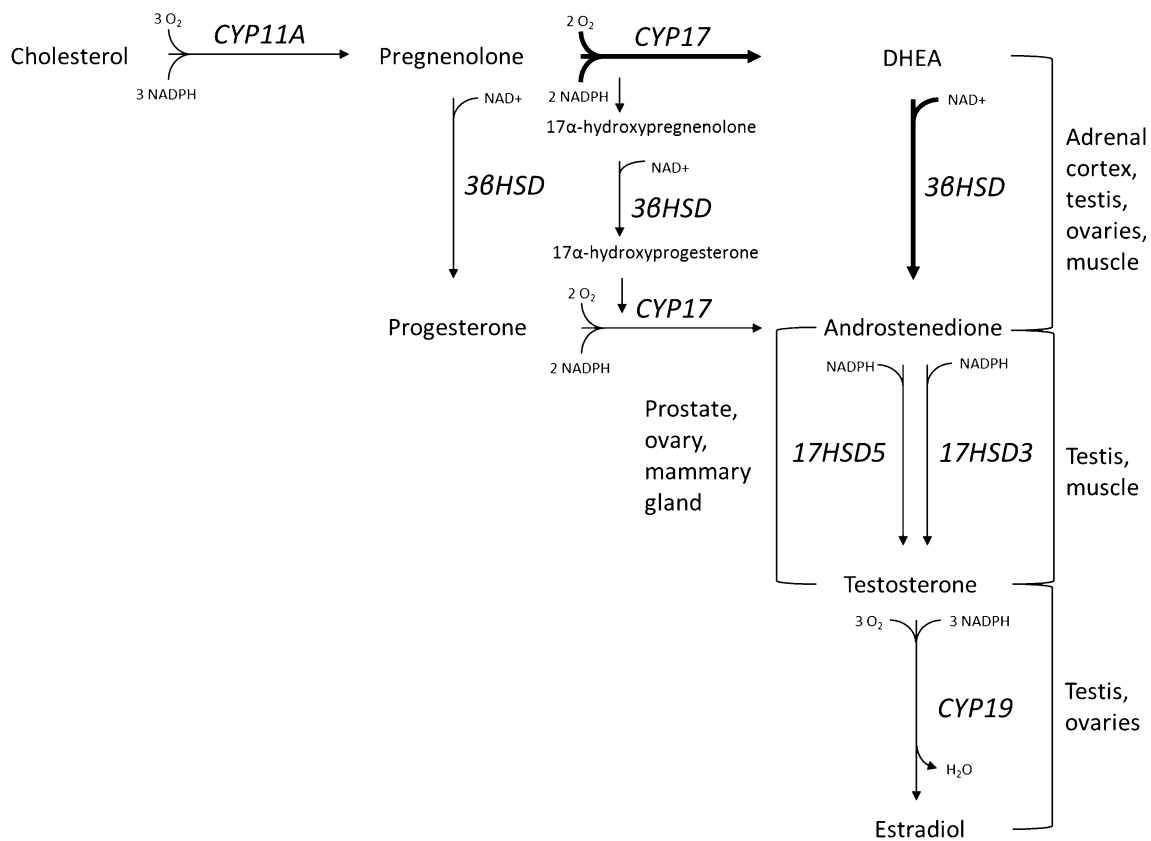 3 O₂
CYP11A
Cholesterol
3 NADPH
Pregnenolone
2 O₂
CYP17
2 NADPH
DHEA
NAD+
3βHSD
Progesterone
17α-hydroxypregnenolone
NAD+
3βHSD
17α-hydroxyprogesterone
2 O₂
CYP17
2 NADPH
NAD+
3βHSD
Androstenedione
Adrenal
cortex,
testis,
ovaries,
muscle
Prostate,
ovary,
mammary
gland
NADPH
NADPH
17HSD5
17HSD3
Testis,
muscle
Testosterone
3 O₂
3 NADPH
CYP19
H₂O
Testis,
ovaries
Estradiol